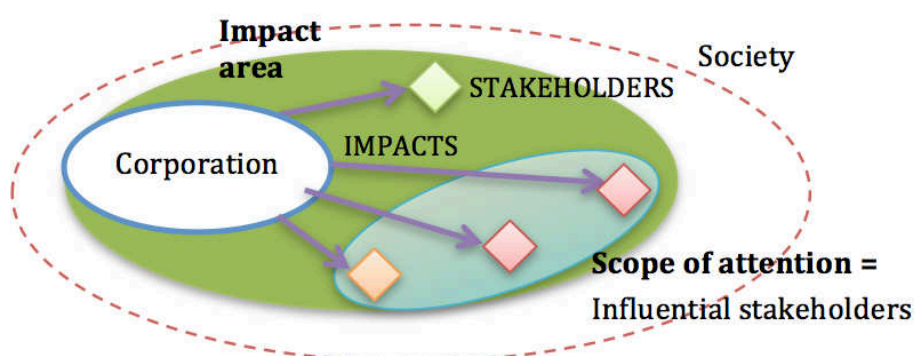 Impact
area
Society
STAKEHOLDERS
IMPACTS
Corporation
Scope of attention =
Influential stakeholders